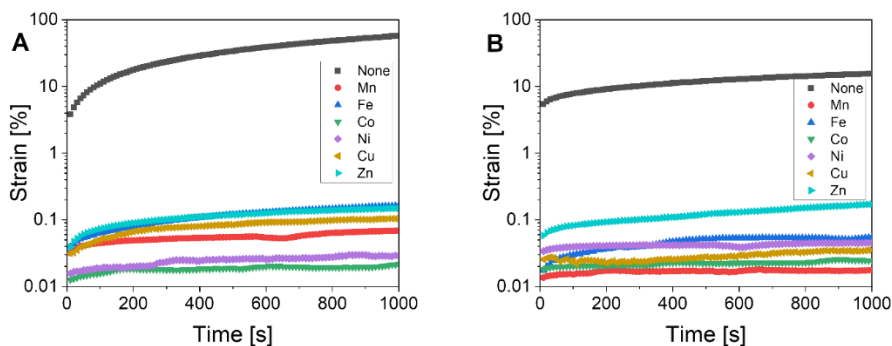 A
Strain [%]
100
10
1
0.1
0.01
None
Mn
Fe
Co
Ni
Cu
Zn
0 200 400 600 800 1000
Time [s]
B
Strain [%]
100
10
1
0.1
0.01
None
Mn
Fe
Co
Ni
Cu
Zn
0 200 400 600 800 1000
Time [s]